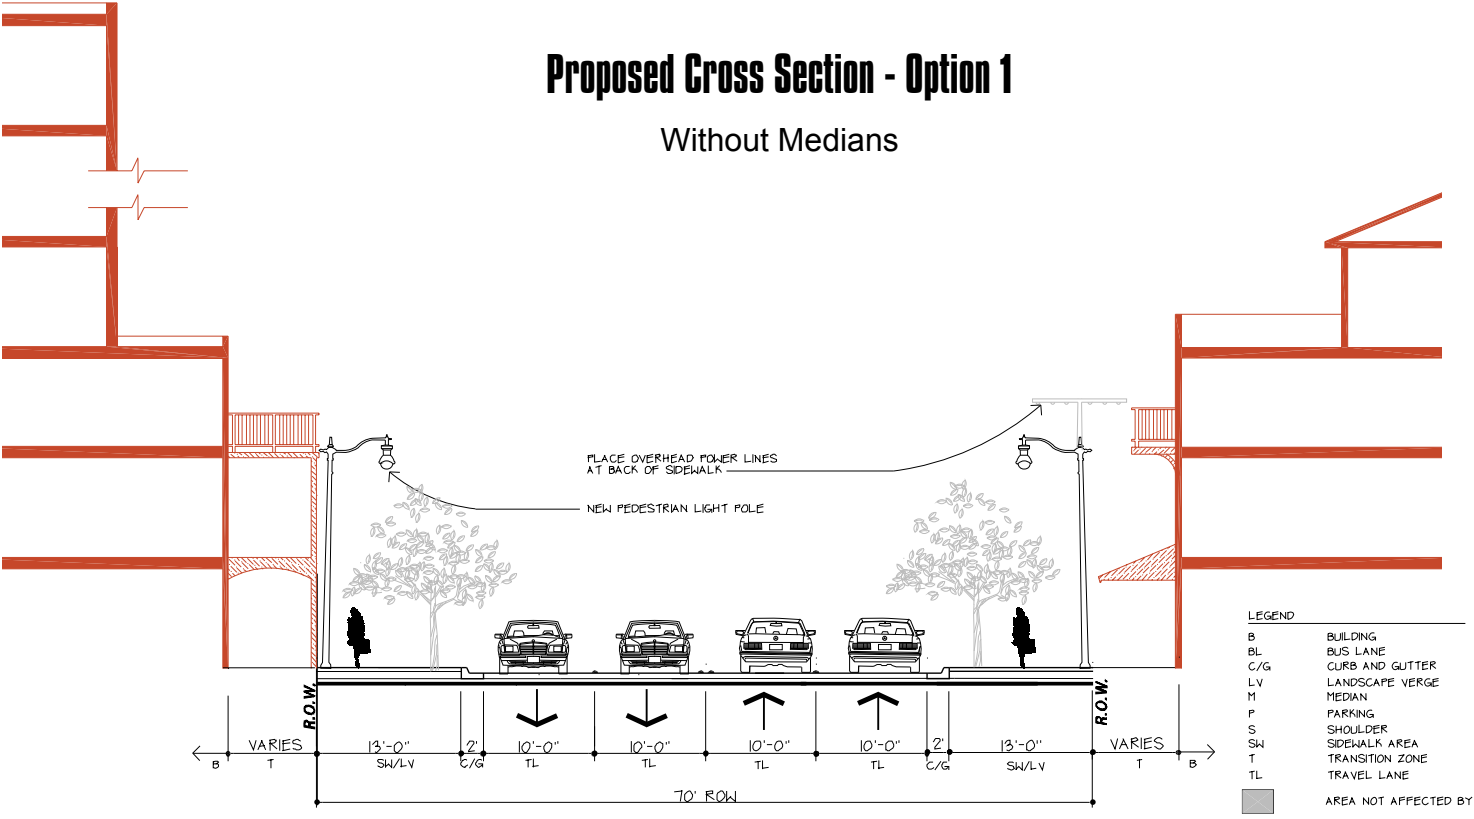 Proposed Cross Section - Option 1
Without Medians
PLACE OVERHEAD POWER LINES
AT BACK OF SIDEWALK
NEW PEDESTRIAN LIGHT POLE
R.O.W.
R.O.W.
VARIES 13'-0" 2' 10'-0" 10'-0" 10'-0" 10'-0" 2' 13'-0" VARIES
B T SW/LV C/G TL TL TL TL C/G SW/LV T B
70' ROW
LEGEND
B BUILDING
BL BUS LANE
C/G CURB AND GUTTER
LV LANDSCAPE VERGE
M MEDIAN
P PARKING
S SHOULDER
SW SIDEWALK AREA
T TRANSITION ZONE
TL TRAVEL LANE
AREA NOT AFFECTED BY